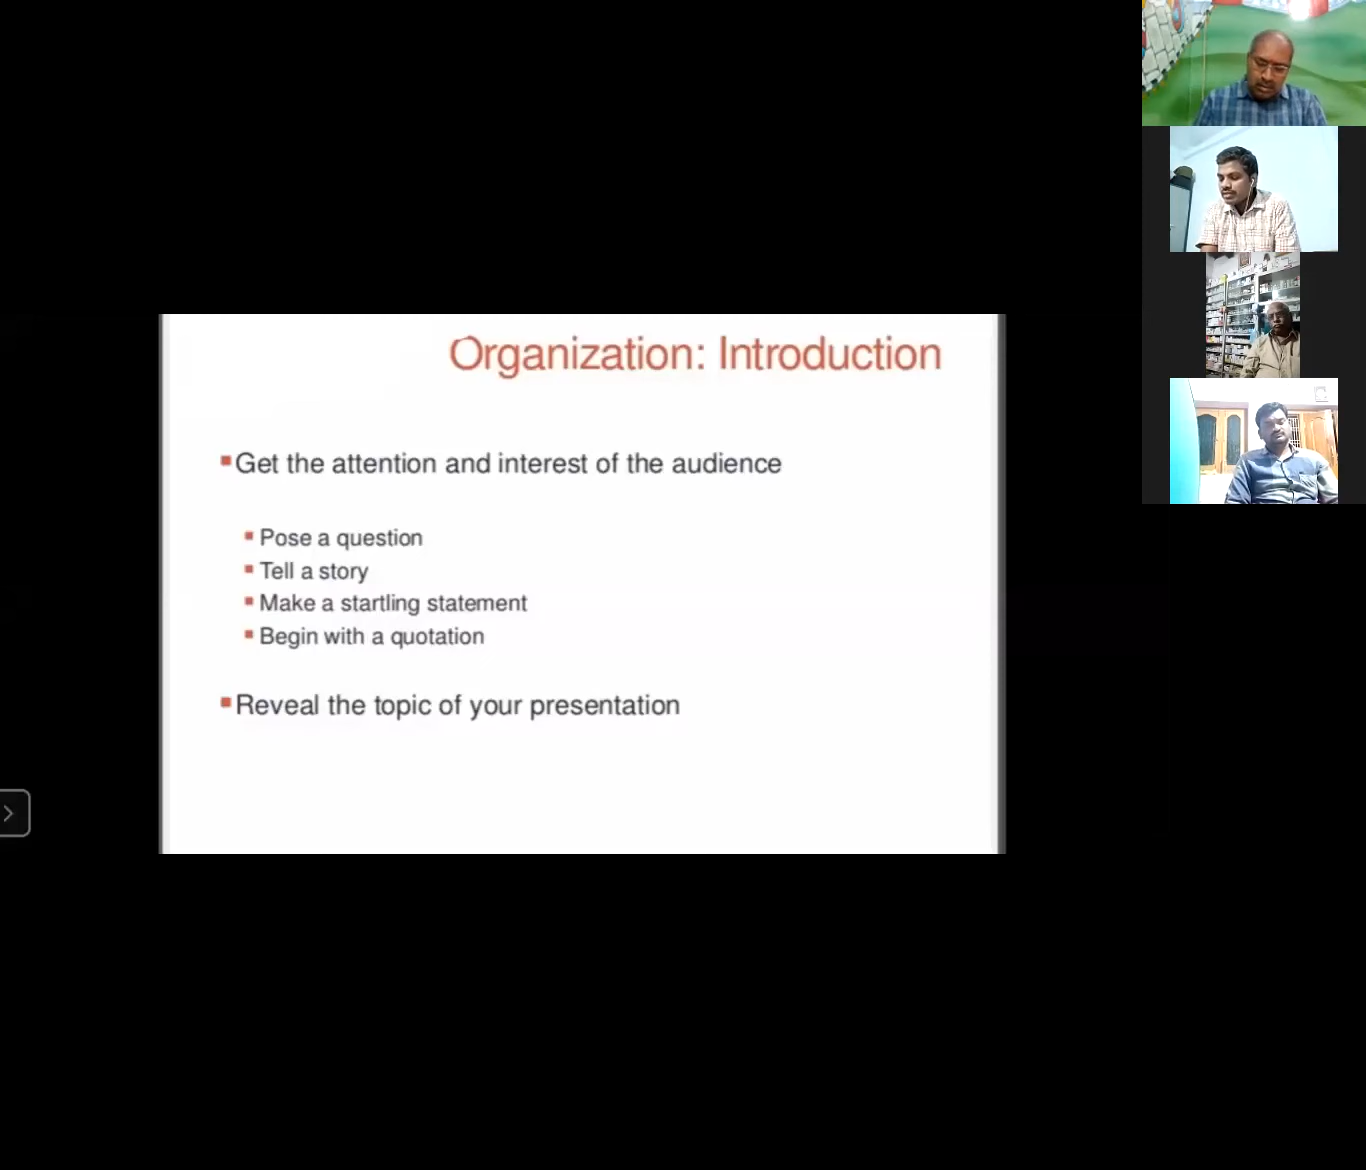 Organization: Introduction
Get the attention and interest of the audience
Pose a question
Tell a story
Make a startling statement
Begin with a quotation
Reveal the topic of your presentation